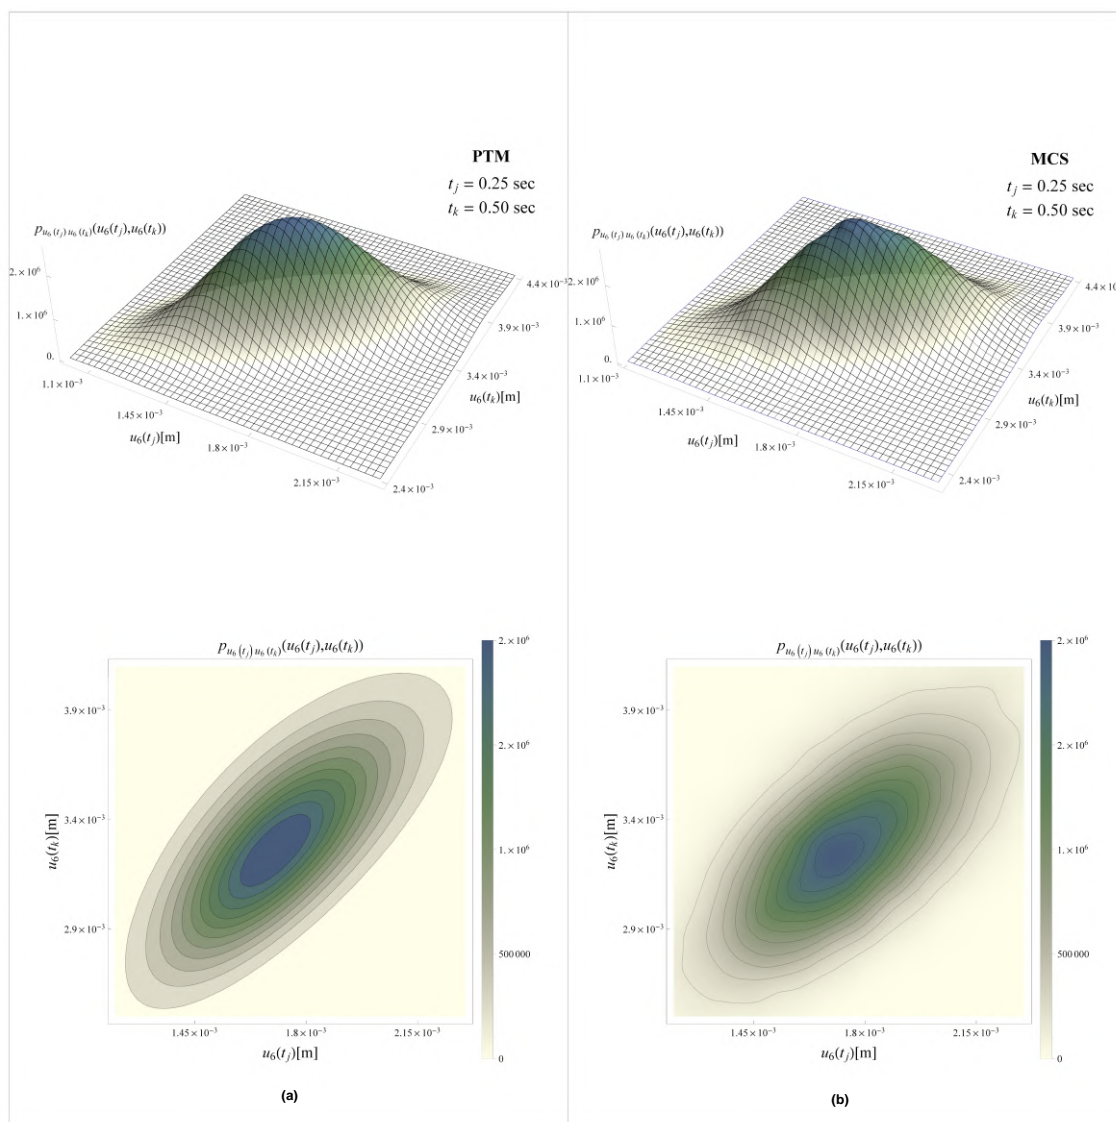 PTM
t_j = 0.25 sec
t_k = 0.50 sec
p_{u_6(t_j) u_6(t_k)}(u_6(t_j),u_6(t_k))
2.×10^6
1.×10^6
0.
1.1×10^{-3}
1.45×10^{-3}
1.8×10^{-3}
2.15×10^{-3}
u_6(t_j)[m]
4.4×10^{-3}
3.9×10^{-3}
3.4×10^{-3}
2.9×10^{-3}
2.4×10^{-3}
u_6(t_k)[m]
MCS
t_j = 0.25 sec
t_k = 0.50 sec
p_{u_6(t_j) u_6(t_k)}(u_6(t_j),u_6(t_k))
2.×10^6
1.×10^6
0.
1.1×10^{-3}
1.45×10^{-3}
1.8×10^{-3}
2.15×10^{-3}
u_6(t_j)[m]
3.9×10^{-3}
3.4×10^{-3}
2.9×10^{-3}
2.4×10^{-3}
u_6(t_k)[m]
p_{u_6(t_j) u_6(t_k)}(u_6(t_j),u_6(t_k))
3.9×10^{-3}
3.4×10^{-3}
2.9×10^{-3}
u_6(t_k)[m]
1.45×10^{-3}
1.8×10^{-3}
2.15×10^{-3}
u_6(t_j)[m]
2.×10^6
2.×10^6
1.×10^6
500000
0
(a)
p_{u_6(t_j) u_6(t_k)}(u_6(t_j),u_6(t_k))
3.9×10^{-3}
3.4×10^{-3}
2.9×10^{-3}
u_6(t_k)[m]
1.45×10^{-3}
1.8×10^{-3}
2.15×10^{-3}
u_6(t_j)[m]
2.×10^6
2.×10^6
1.×10^6
500000
0
(b)